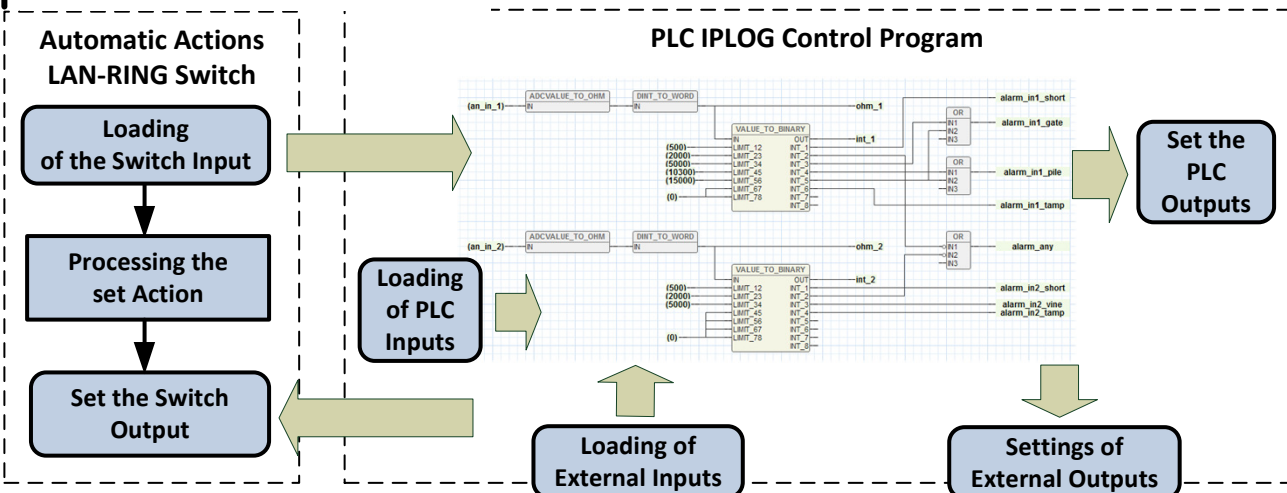 Automatic Actions
LAN-RING Switch
Loading
of the Switch Input
Processing the
set Action
Set the Switch
Output
PLC IPLOG Control Program
(an_in_1)
ADCVALUE_TO_OHM
IN
DINT_TO_WORD
IN
ohm_1
VALUE_TO_BINARY
IN OUT
int_1
(500) LIMIT_12 INT_1
(2000) LIMIT_23 INT_2
(5000) LIMIT_34 INT_3
(10300) LIMIT_45 INT_4
(15000) LIMIT_56 INT_5
LIMIT_67 INT_6
(0) LIMIT_78 INT_7
INT_8
OR
IN1
IN2
IN3
OR
IN1
IN2
IN3
alarm_in1_short
alarm_in1_gate
alarm_in1_pile
alarm_in1_tamp
(an_in_2)
ADCVALUE_TO_OHM
IN
DINT_TO_WORD
IN
ohm_2
OR
IN1
IN2
IN3
alarm_any
VALUE_TO_BINARY
IN OUT
int_2
(500) LIMIT_12 INT_1
(2000) LIMIT_23 INT_2
(5000) LIMIT_34 INT_3
LIMIT_45 INT_4
LIMIT_56 INT_5
LIMIT_67 INT_6
(0) LIMIT_78 INT_7
INT_8
alarm_in2_short
alarm_in2_vine
alarm_in2_tamp
Loading
of PLC
Inputs
Set the
PLC
Outputs
Loading of
External Inputs
Settings of
External Outputs